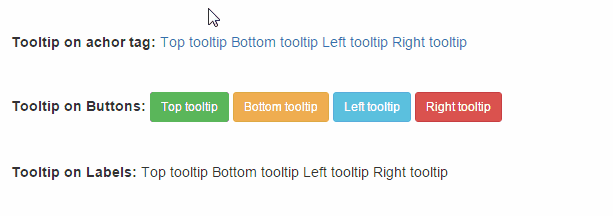 Tooltip on achor tag: Top tooltip Bottom tooltip Left tooltip Right tooltip
Tooltip on Buttons: Top tooltip Bottom tooltip Left tooltip Right tooltip
Tooltip on Labels: Top tooltip Bottom tooltip Left tooltip Right tooltip